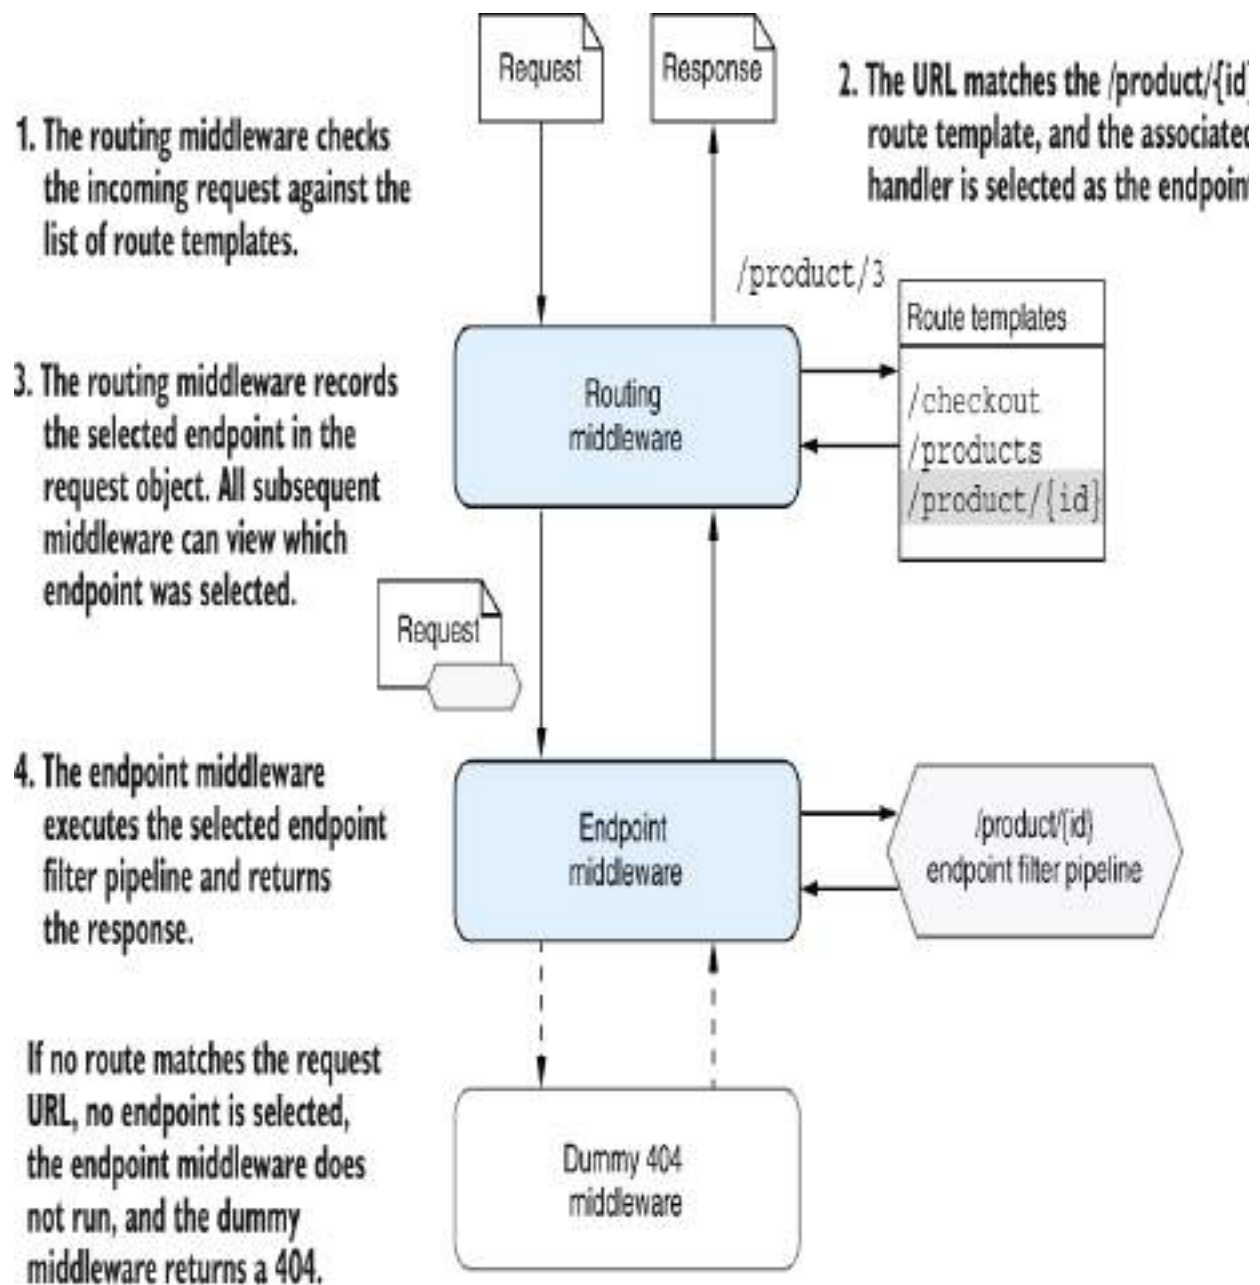 Request
Response
2. The URL matches the /product/{id}
route template, and the associated
handler is selected as the endpoint
1. The routing middleware checks
the incoming request against the
list of route templates.
/product/3
Route templates
/checkout
/products
/product/{id}
Routing
middleware
3. The routing middleware records
the selected endpoint in the
request object. All subsequent
middleware can view which
endpoint was selected.
Request
4. The endpoint middleware
executes the selected endpoint
filter pipeline and returns
the response.
Endpoint
middleware
/product/{id}
endpoint filter pipeline
If no route matches the request
URL, no endpoint is selected,
the endpoint middleware does
not run, and the dummy
middleware returns a 404.
Dummy 404
middleware